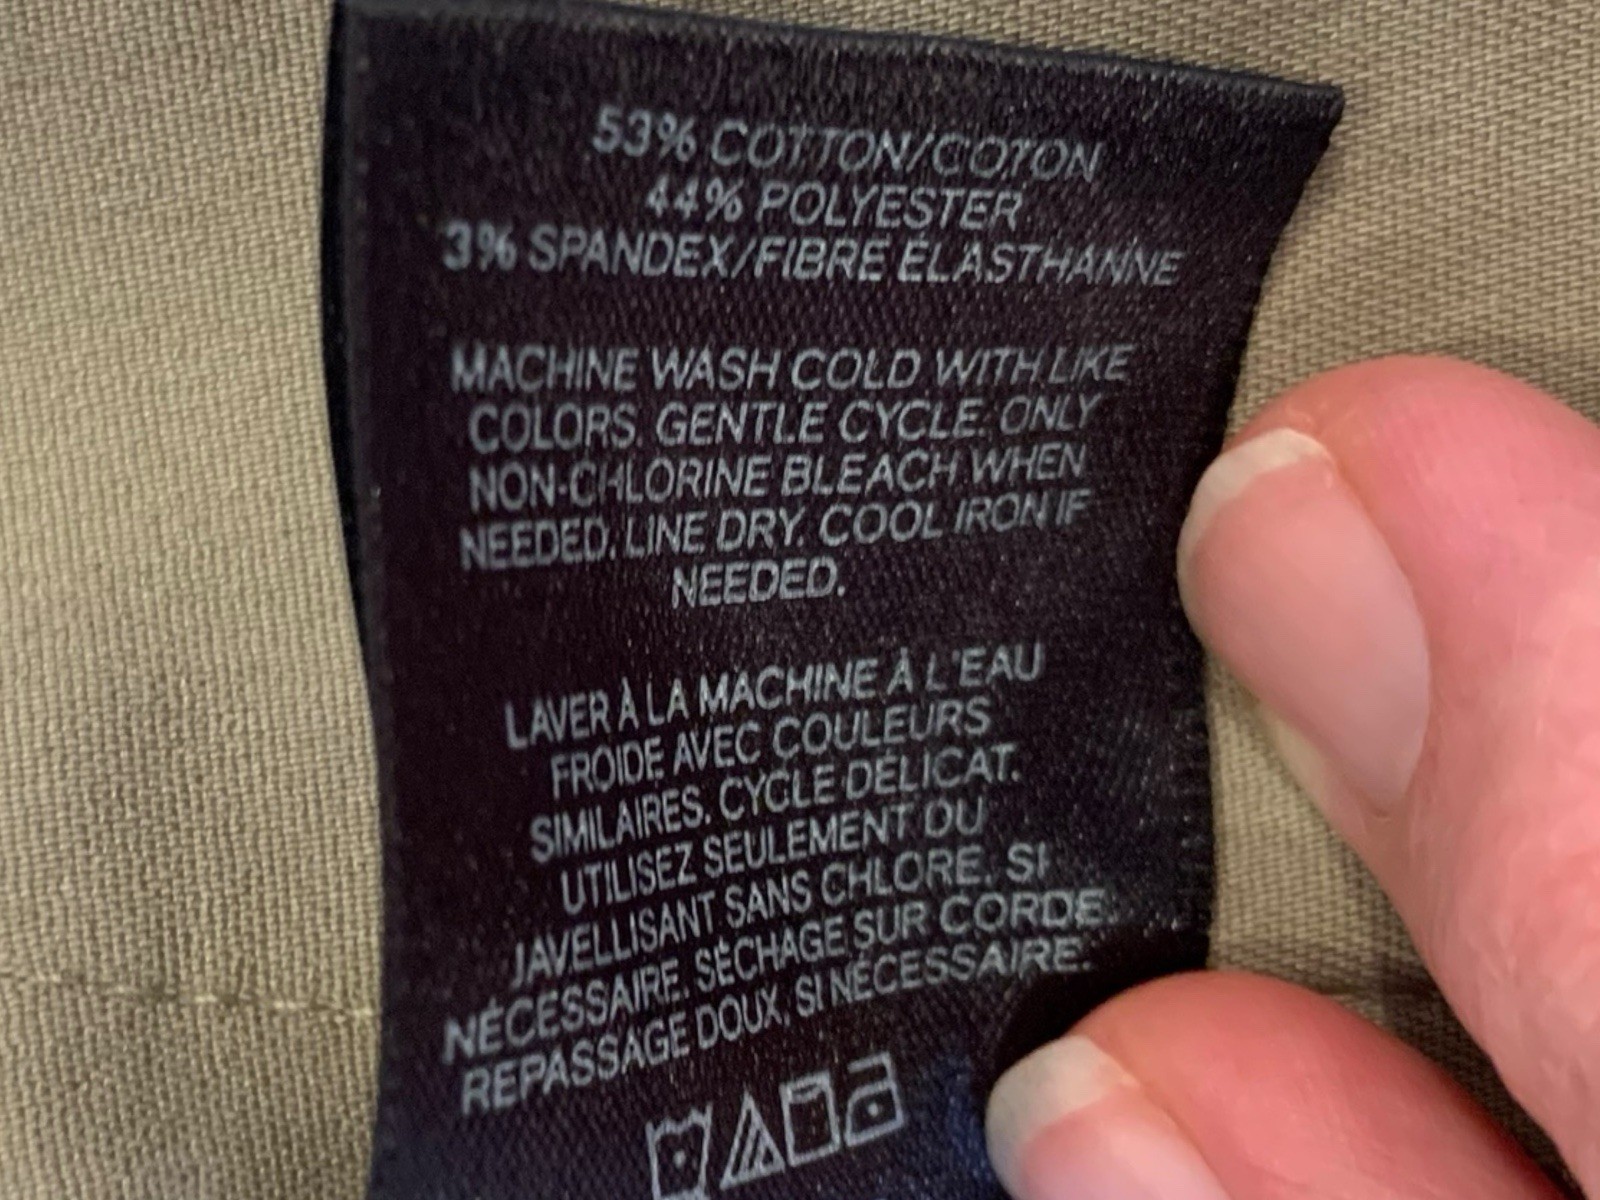 53% COTTON/COTON
44% POLYESTER
3% SPANDEX/FIBRE ÉLASTHANNE
MACHINE WASH COLD WITH LIKE
COLORS. GENTLE CYCLE. ONLY
NON-CHLORINE BLEACH WHEN
NEEDED. LINE DRY. COOL IRON IF
NEEDED.
LAVER À LA MACHINE À L'EAU
FROIDE AVEC COULEURS
SIMILAIRES. CYCLE DÉLICAT.
UTILISEZ SEULEMENT DU
JAVELLISANT SANS CHLORE. SI
NÉCESSAIRE. SÉCHAGE SUR CORDE.
REPASSAGE DOUX, SI NÉCESSAIRE.